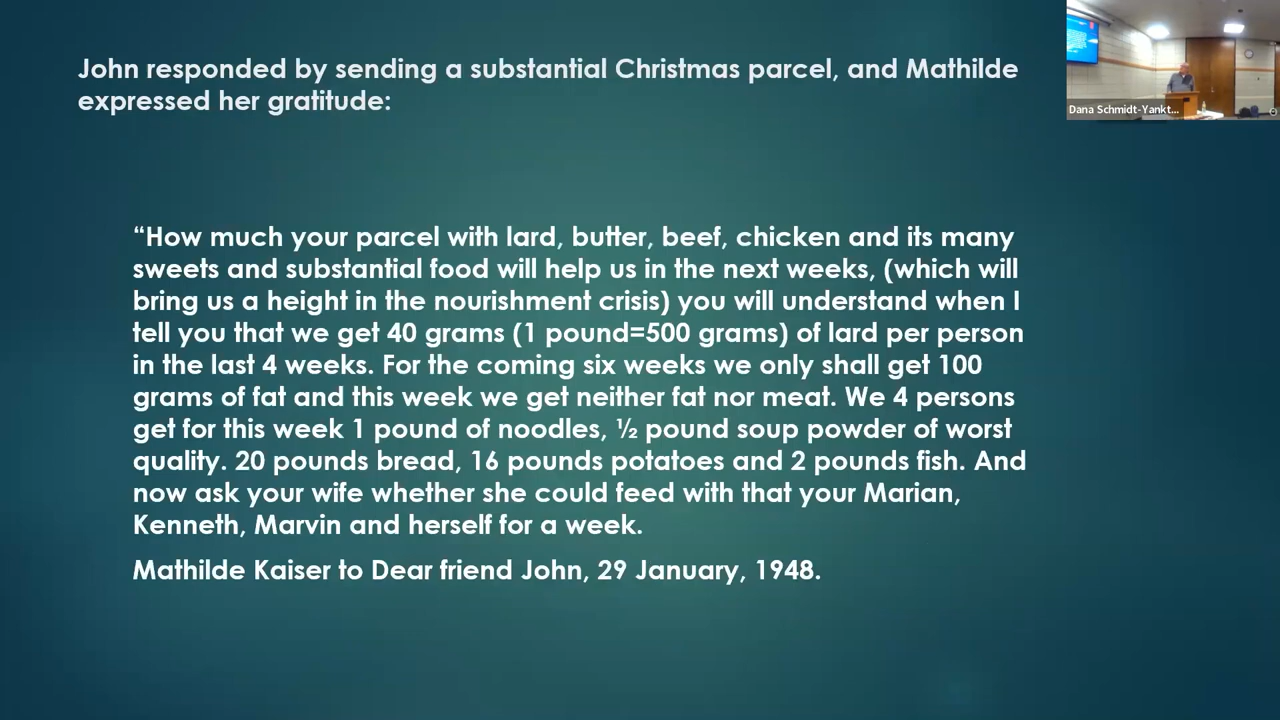 John responded by sending a substantial Christmas parcel, and Mathilde
expressed her gratitude:
“How much your parcel with lard, butter, beef, chicken and its many
sweets and substantial food will help us in the next weeks, (which will
bring us a height in the nourishment crisis) you will understand when I
tell you that we get 40 grams (1 pound=500 grams) of lard per person
in the last 4 weeks. For the coming six weeks we only shall get 100
grams of fat and this week we get neither fat nor meat. We 4 persons
get for this week 1 pound of noodles, ½ pound soup powder of worst
quality. 20 pounds bread, 16 pounds potatoes and 2 pounds fish. And
now ask your wife whether she could feed with that your Marian,
Kenneth, Marvin and herself for a week.
Mathilde Kaiser to Dear friend John, 29 January, 1948.
Dana Schmidt-Yankt...